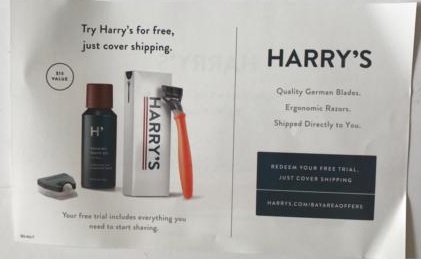 Try Harry's for free,
just cover shipping.
$13
VALUE
H'
HARRY'S
Your free trial includes everything you
need to start shaving.
HARRY'S
Quality German Blades.
Ergonomic Razors.
Shipped Directly to You.
REDEEM YOUR FREE TRIAL,
JUST COVER SHIPPING
HARRYS.COM/BAYAREAOFFERS